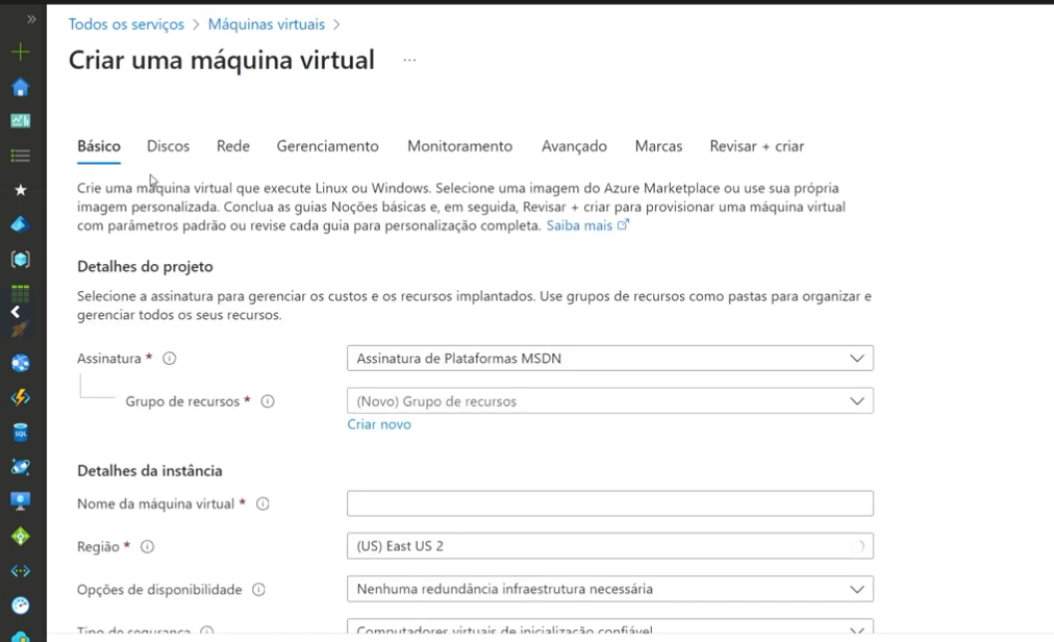 Todos os serviços > Máquinas virtuais >
Criar uma máquina virtual ...
Básico Discos Rede Gerenciamento Monitoramento Avançado Marcas Revisar + criar
Crie uma máquina virtual que execute Linux ou Windows. Selecione uma imagem do Azure Marketplace ou use sua própria
imagem personalizada. Conclua as guias Noções básicas e, em seguida, Revisar + criar para provisionar uma máquina virtual
com parâmetros padrão ou revise cada guia para personalização completa. Saiba mais
Detalhes do projeto
Selecione a assinatura para gerenciar os custos e os recursos implantados. Use grupos de recursos como pastas para organizar e
gerenciar todos os seus recursos.
Assinatura * Assinatura de Plataformas MSDN
Grupo de recursos * (Novo) Grupo de recursos
Criar novo
Detalhes da instância
Nome da máquina virtual *
Região * (US) East US 2
Opções de disponibilidade Nenhuma redundância infraestrutura necessária
Tipo de segurança Computadores virtuais de inicialização confiável
SQL